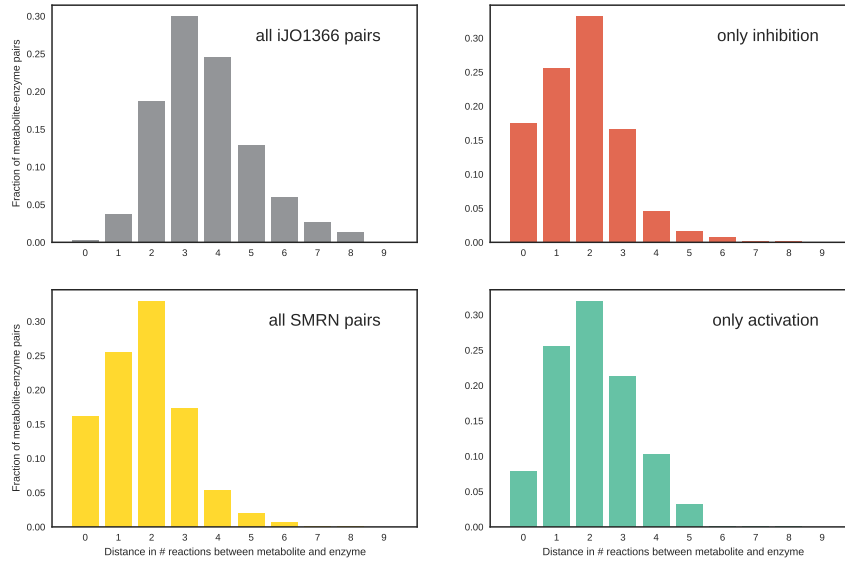 all iJO1366 pairs
Fraction of metabolite-enzyme pairs
0.30
0.25
0.20
0.15
0.10
0.05
0.00
0 1 2 3 4 5 6 7 8 9
only inhibition
0.30
0.25
0.20
0.15
0.10
0.05
0.00
0 1 2 3 4 5 6 7 8 9
all SMRN pairs
Fraction of metabolite-enzyme pairs
0.30
0.25
0.20
0.15
0.10
0.05
0.00
0 1 2 3 4 5 6 7 8 9
Distance in # reactions between metabolite and enzyme
only activation
0.30
0.25
0.20
0.15
0.10
0.05
0.00
0 1 2 3 4 5 6 7 8 9
Distance in # reactions between metabolite and enzyme